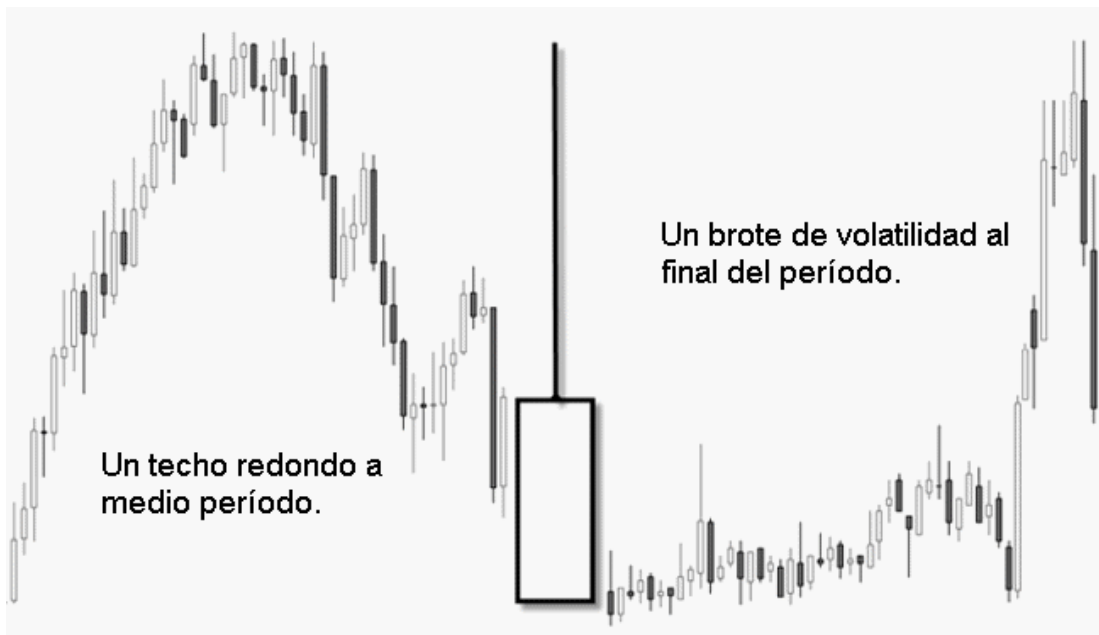 Un techo redondo a
medio período.
Un brote de volatilidad al
final del período.